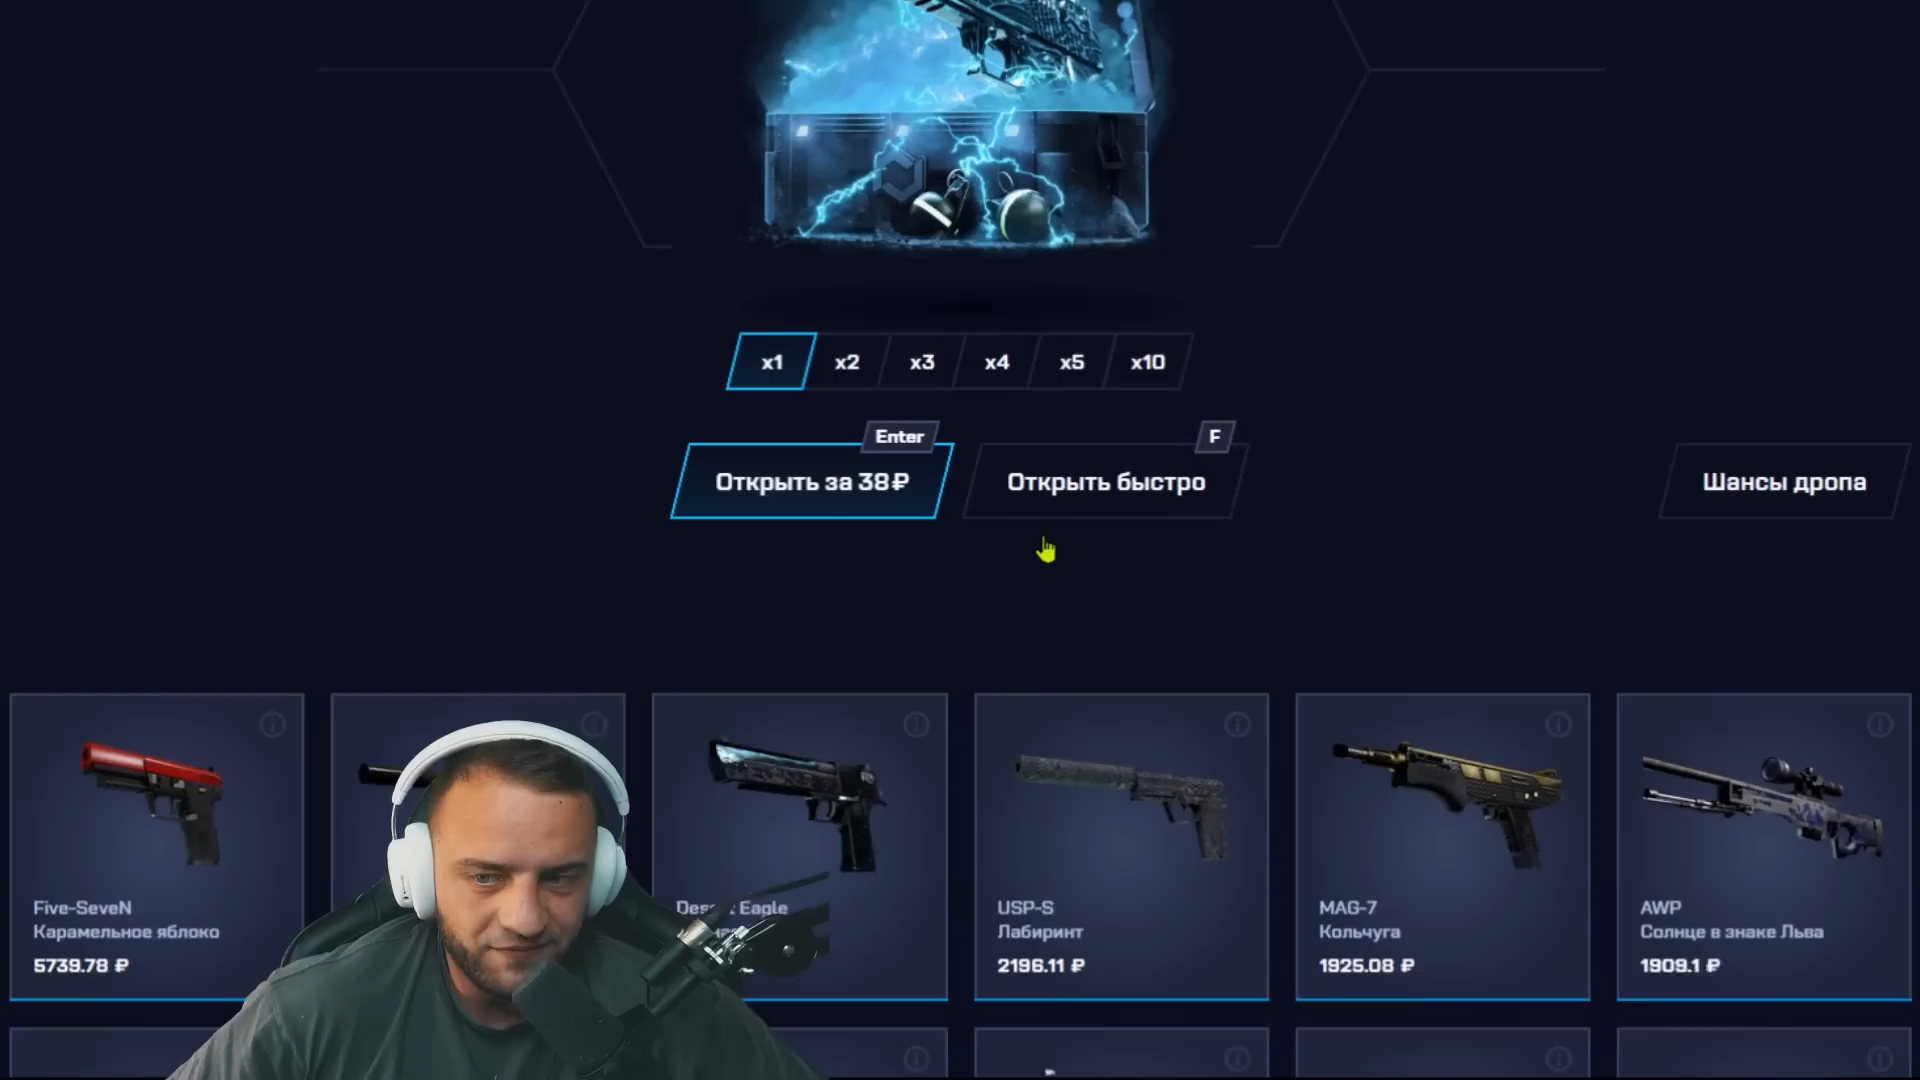 x1 x2 x3 x4 x5 x10
Enter F
Открыть за 38₽ Открыть быстро Шансы дропа
Five-SeveN
Карамельное яблоко
5739.78 ₽
Eagle
USP-S
Лабиринт
2196.11 ₽
MAG-7
Кольчуга
1925.08 ₽
AWP
Солнце в знаке Льва
1909.1 ₽